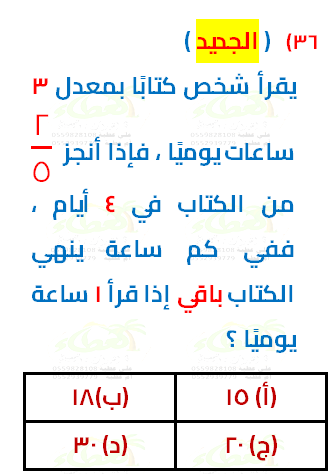 ٣٦) ( الجديد )
يقرأ شخص كتابًا بمعدل ٣
ساعات يوميًا ، فإذا أنجز ٢/٥
من الكتاب في ٤ أيام ،
ففي كم ساعة ينهي
الكتاب باقي إذا قرأ ١ ساعة
يوميًا ؟
(أ) ١٥ (ب) ١٨
(ج) ٢٠ (د) ٣٠